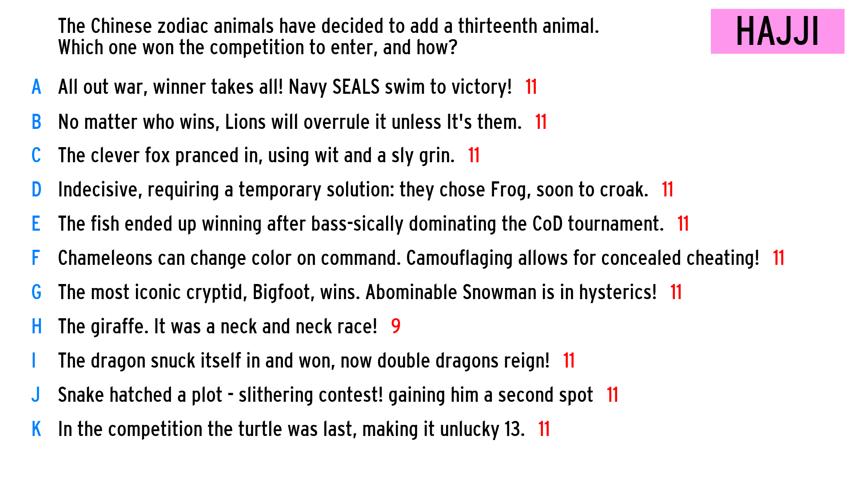 The Chinese zodiac animals have decided to add a thirteenth animal.
Which one won the competition to enter, and how?
HAJJI
A All out war, winner takes all! Navy SEALS swim to victory! 11
B No matter who wins, Lions will overrule it unless It's them. 11
C The clever fox pranced in, using wit and a sly grin. 11
D Indecisive, requiring a temporary solution: they chose Frog, soon to croak. 11
E The fish ended up winning after bass-sically dominating the CoD tournament. 11
F Chameleons can change color on command. Camouflaging allows for concealed cheating! 11
G The most iconic cryptid, Bigfoot, wins. Abominable Snowman is in hysterics! 11
H The giraffe. It was a neck and neck race! 9
I The dragon snuck itself in and won, now double dragons reign! 11
J Snake hatched a plot - slithering contest! gaining him a second spot 11
K In the competition the turtle was last, making it unlucky 13. 11